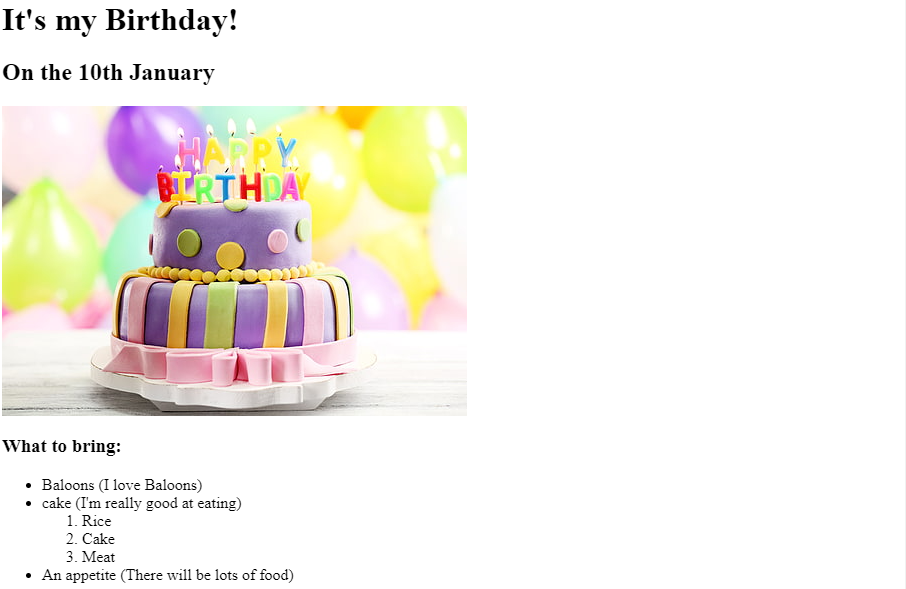 It's my Birthday!
On the 10th January
HAPPY
BIRTHDAY
What to bring:
• Baloons (I love Baloons)
• cake (I'm really good at eating)
1. Rice
2. Cake
3. Meat
• An appetite (There will be lots of food)